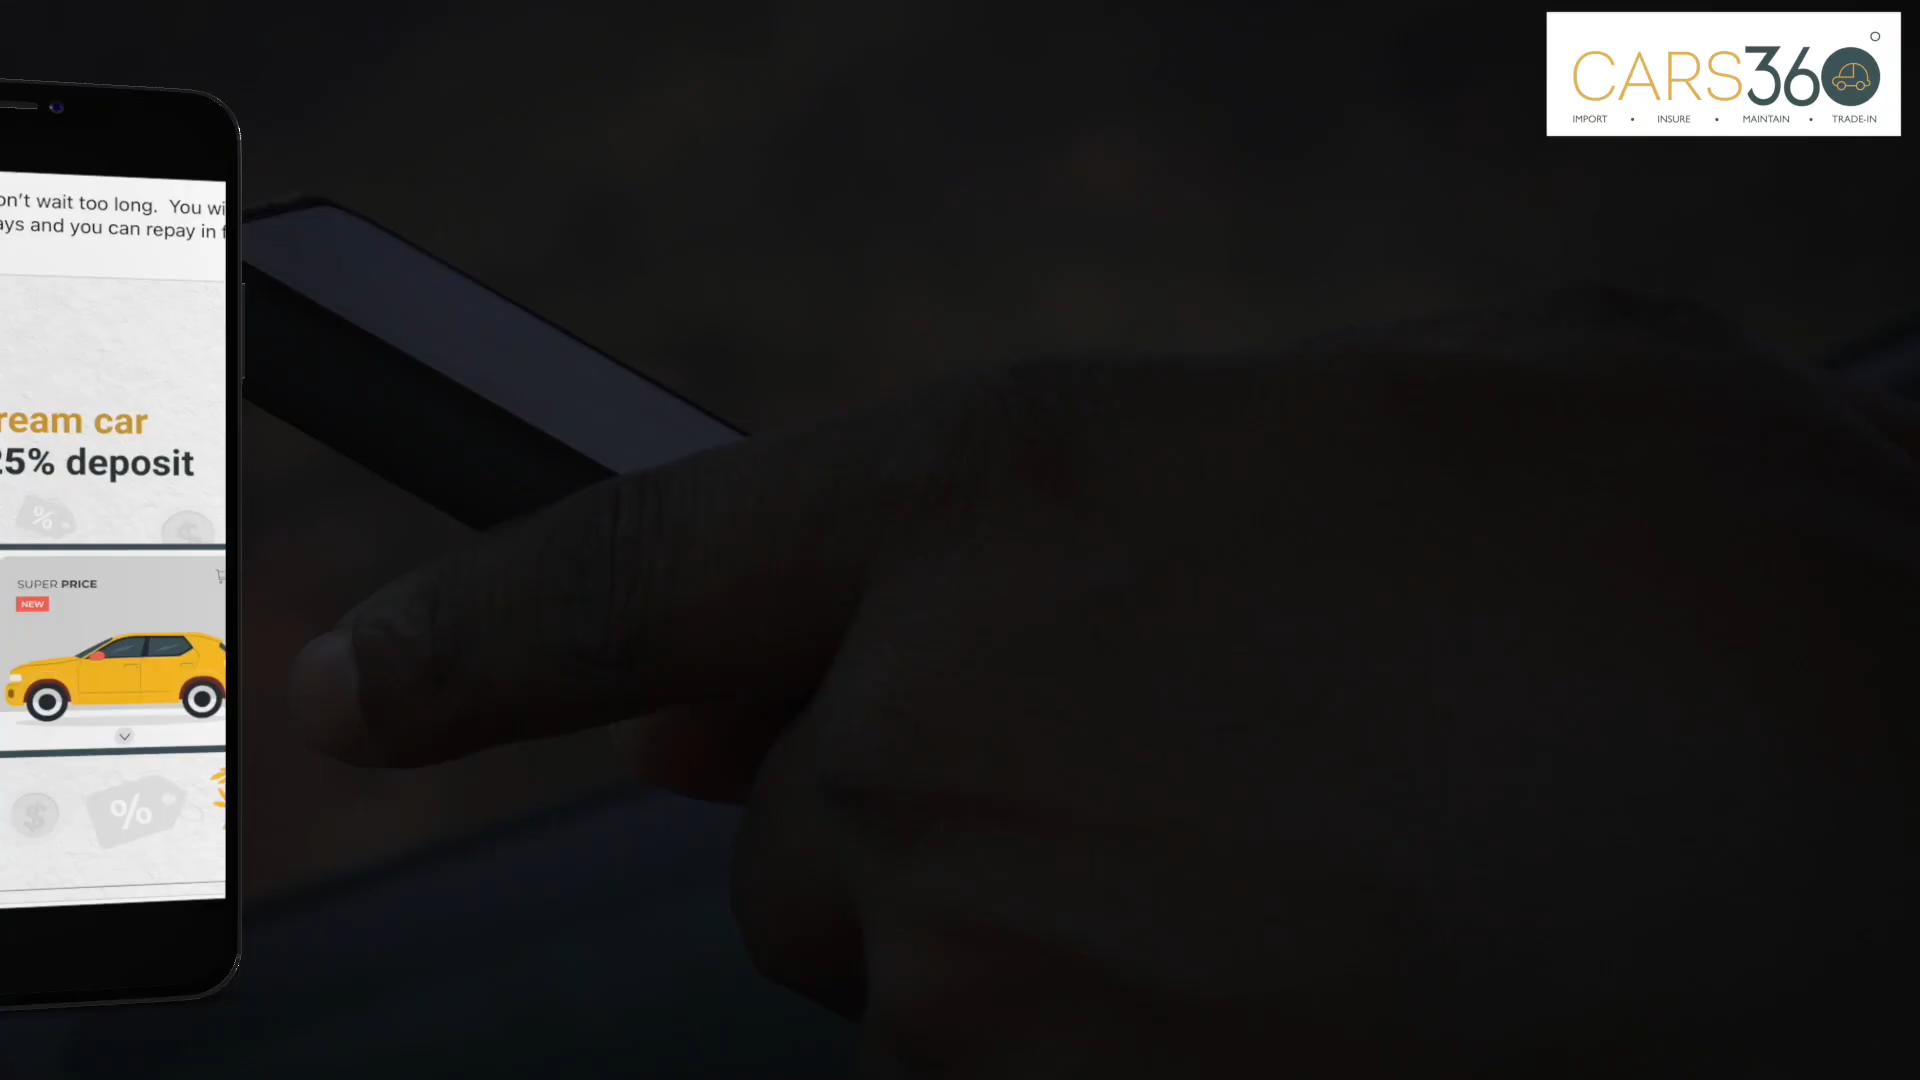 CARS360
IMPORT • INSURE • MAINTAIN • TRADE-IN
on't wait too long. You wi
ays and you can repay in f
ream car
25% deposit
%
$
SUPER PRICE
NEW
$
%